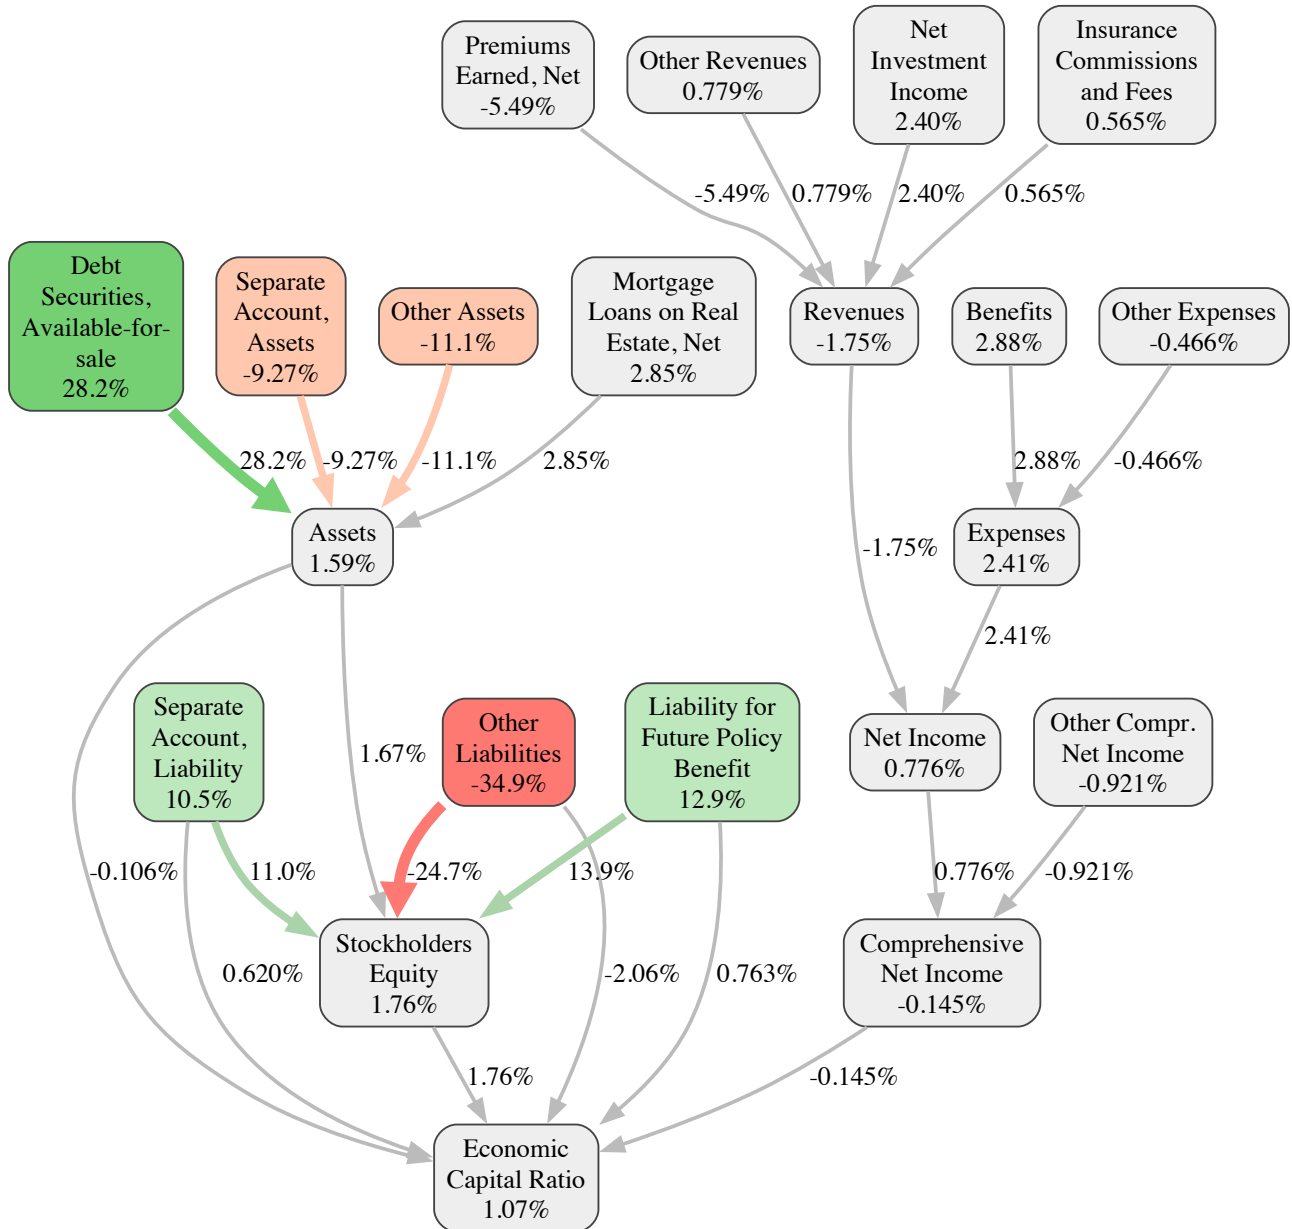 Premiums
Earned, Net
-5.49%
Other Revenues
0.779%
Net
Investment
Income
2.40%
Insurance
Commissions
and Fees
0.565%
-5.49%
0.779%
2.40%
0.565%
Debt
Securities,
Available-for-
sale
28.2%
Separate
Account,
Assets
-9.27%
Other Assets
-11.1%
Mortgage
Loans on Real
Estate, Net
2.85%
Revenues
-1.75%
Benefits
2.88%
Other Expenses
-0.466%
28.2%
-9.27%
-11.1%
2.85%
2.88%
-0.466%
Assets
1.59%
-1.75%
Expenses
2.41%
2.41%
Separate
Account,
Liability
10.5%
1.67%
Other
Liabilities
-34.9%
Liability for
Future Policy
Benefit
12.9%
Net Income
0.776%
Other Compr.
Net Income
-0.921%
-0.106%
11.0%
-24.7%
13.9%
0.776%
-0.921%
0.620%
Stockholders
Equity
1.76%
-2.06%
0.763%
Comprehensive
Net Income
-0.145%
1.76%
-0.145%
Economic
Capital Ratio
1.07%